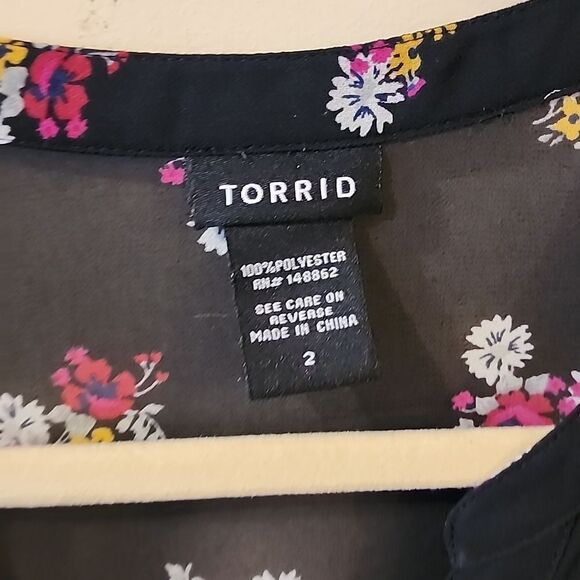 TORRID
100%POLYESTER
RN# 148862
SEE CARE ON
REVERSE
MADE IN CHINA
2